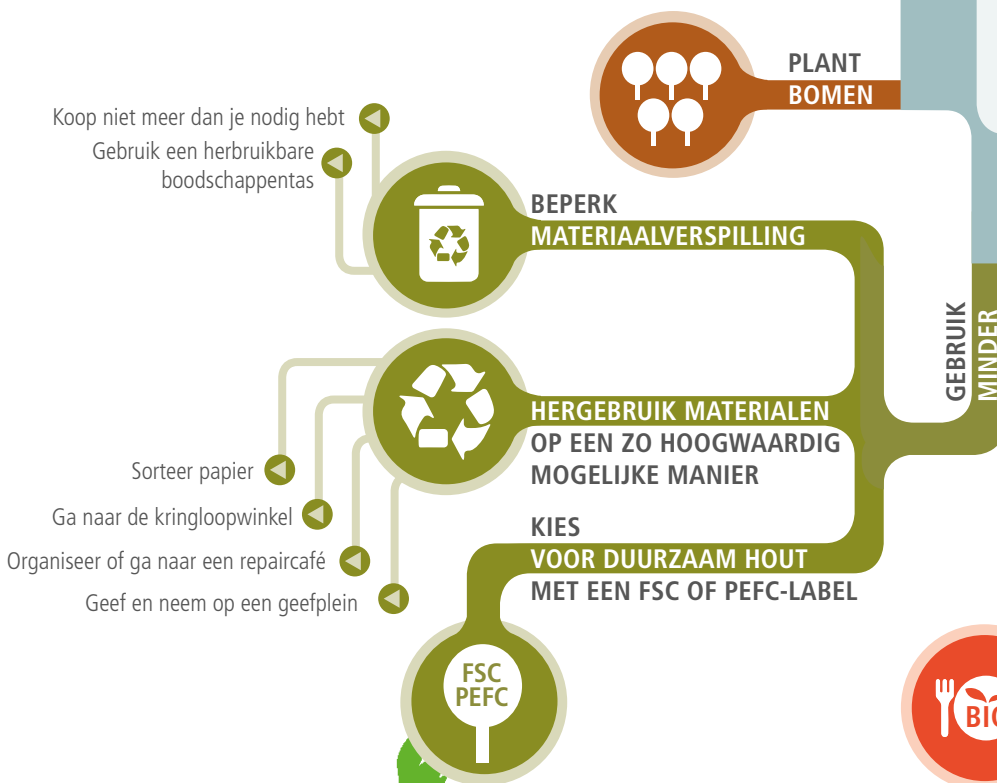 PLANT
BOMEN
Koop niet meer dan je nodig hebt
Gebruik een herbruikbare
boodschappentas
BEPERK
MATERIAALVERSPILLING
GEBRUIK
MINDER
HERGEBRUIK MATERIALEN
OP EEN ZO HOOGWAARDIG
MOGELIJKE MANIER
Sorteer papier
Ga naar de kringloopwinkel
Organiseer of ga naar een repaircafé
Geef en neem op een geefplein
KIES
VOOR DUURZAAM HOUT
MET EEN FSC OF PEFC-LABEL
FSC
PEFC